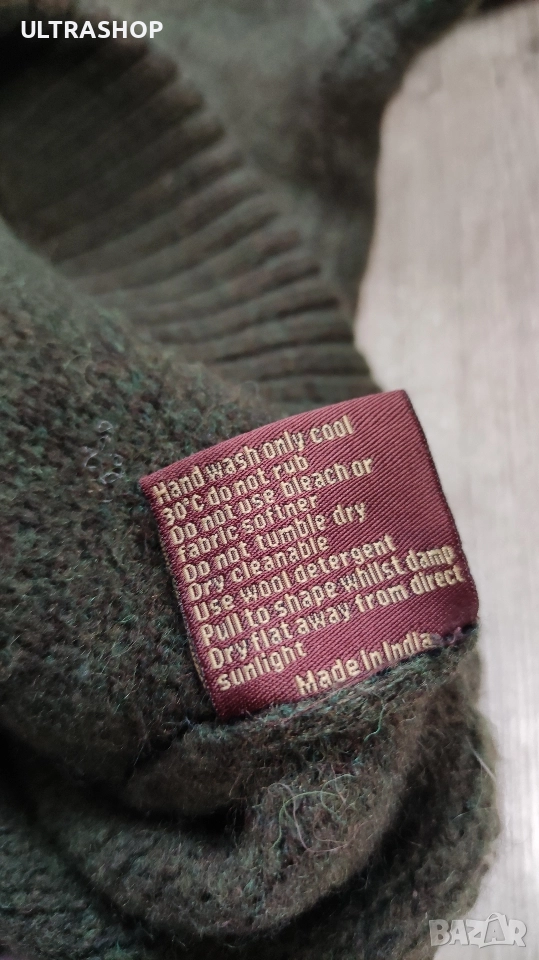 ULTRASHOP
Hand wash only cool
30°c do not rub
Do not use bleach or
fabric softner
Do not tumble dry
Dry cleanable
Use wool detergent
Pull to shape whilst damp
Dry flat away from direct
sunlight
Made In India
BAZAR